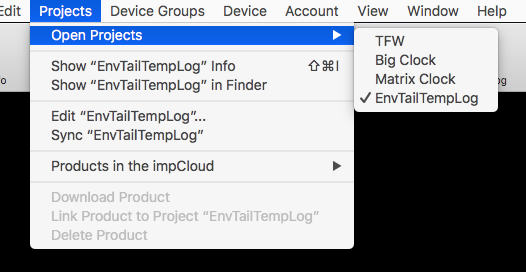 Edit Projects Device Groups Device Account View Window Help
Open Projects
Show “EnvTailTempLog” Info ⇧⌘I
Show “EnvTailTempLog” in Finder
Edit “EnvTailTempLog”...
Sync “EnvTailTempLog”
Products in the impCloud
Download Product
Link Product to Project “EnvTailTempLog”
Delete Product
TFW
Big Clock
Matrix Clock
✓ EnvTailTempLog